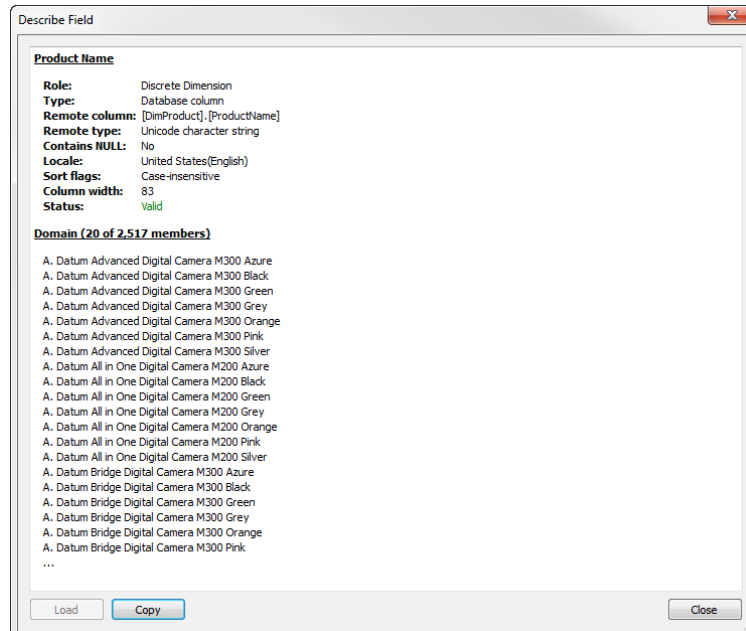 Describe Field
Product Name
Role: Discrete Dimension
Type: Database column
Remote column: [DimProduct].[ProductName]
Remote type: Unicode character string
Contains NULL: No
Locale: United States(English)
Sort flags: Case-insensitive
Column width: 83
Status: Valid
Domain (20 of 2,517 members)
A. Datum Advanced Digital Camera M300 Azure
A. Datum Advanced Digital Camera M300 Black
A. Datum Advanced Digital Camera M300 Green
A. Datum Advanced Digital Camera M300 Grey
A. Datum Advanced Digital Camera M300 Orange
A. Datum Advanced Digital Camera M300 Pink
A. Datum Advanced Digital Camera M300 Silver
A. Datum All in One Digital Camera M200 Azure
A. Datum All in One Digital Camera M200 Black
A. Datum All in One Digital Camera M200 Green
A. Datum All in One Digital Camera M200 Grey
A. Datum All in One Digital Camera M200 Orange
A. Datum All in One Digital Camera M200 Pink
A. Datum All in One Digital Camera M200 Silver
A. Datum Bridge Digital Camera M300 Azure
A. Datum Bridge Digital Camera M300 Black
A. Datum Bridge Digital Camera M300 Green
A. Datum Bridge Digital Camera M300 Grey
A. Datum Bridge Digital Camera M300 Orange
A. Datum Bridge Digital Camera M300 Pink
...
Load Copy Close